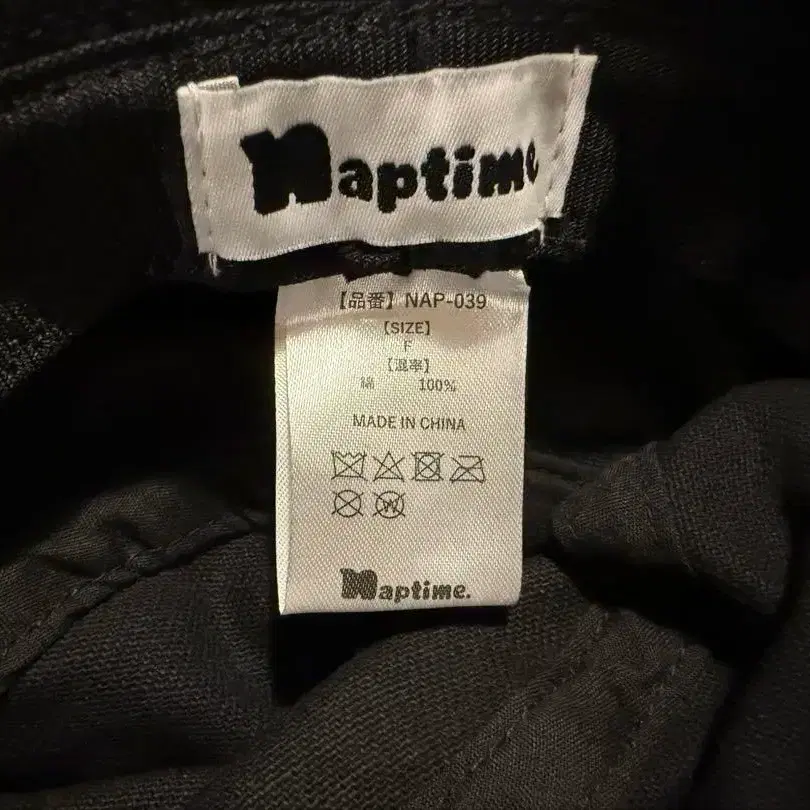 Naptime
【品番】NAP-039
【SIZE】
F
【混率】
綿 100%
MADE IN CHINA
W
Naptime.